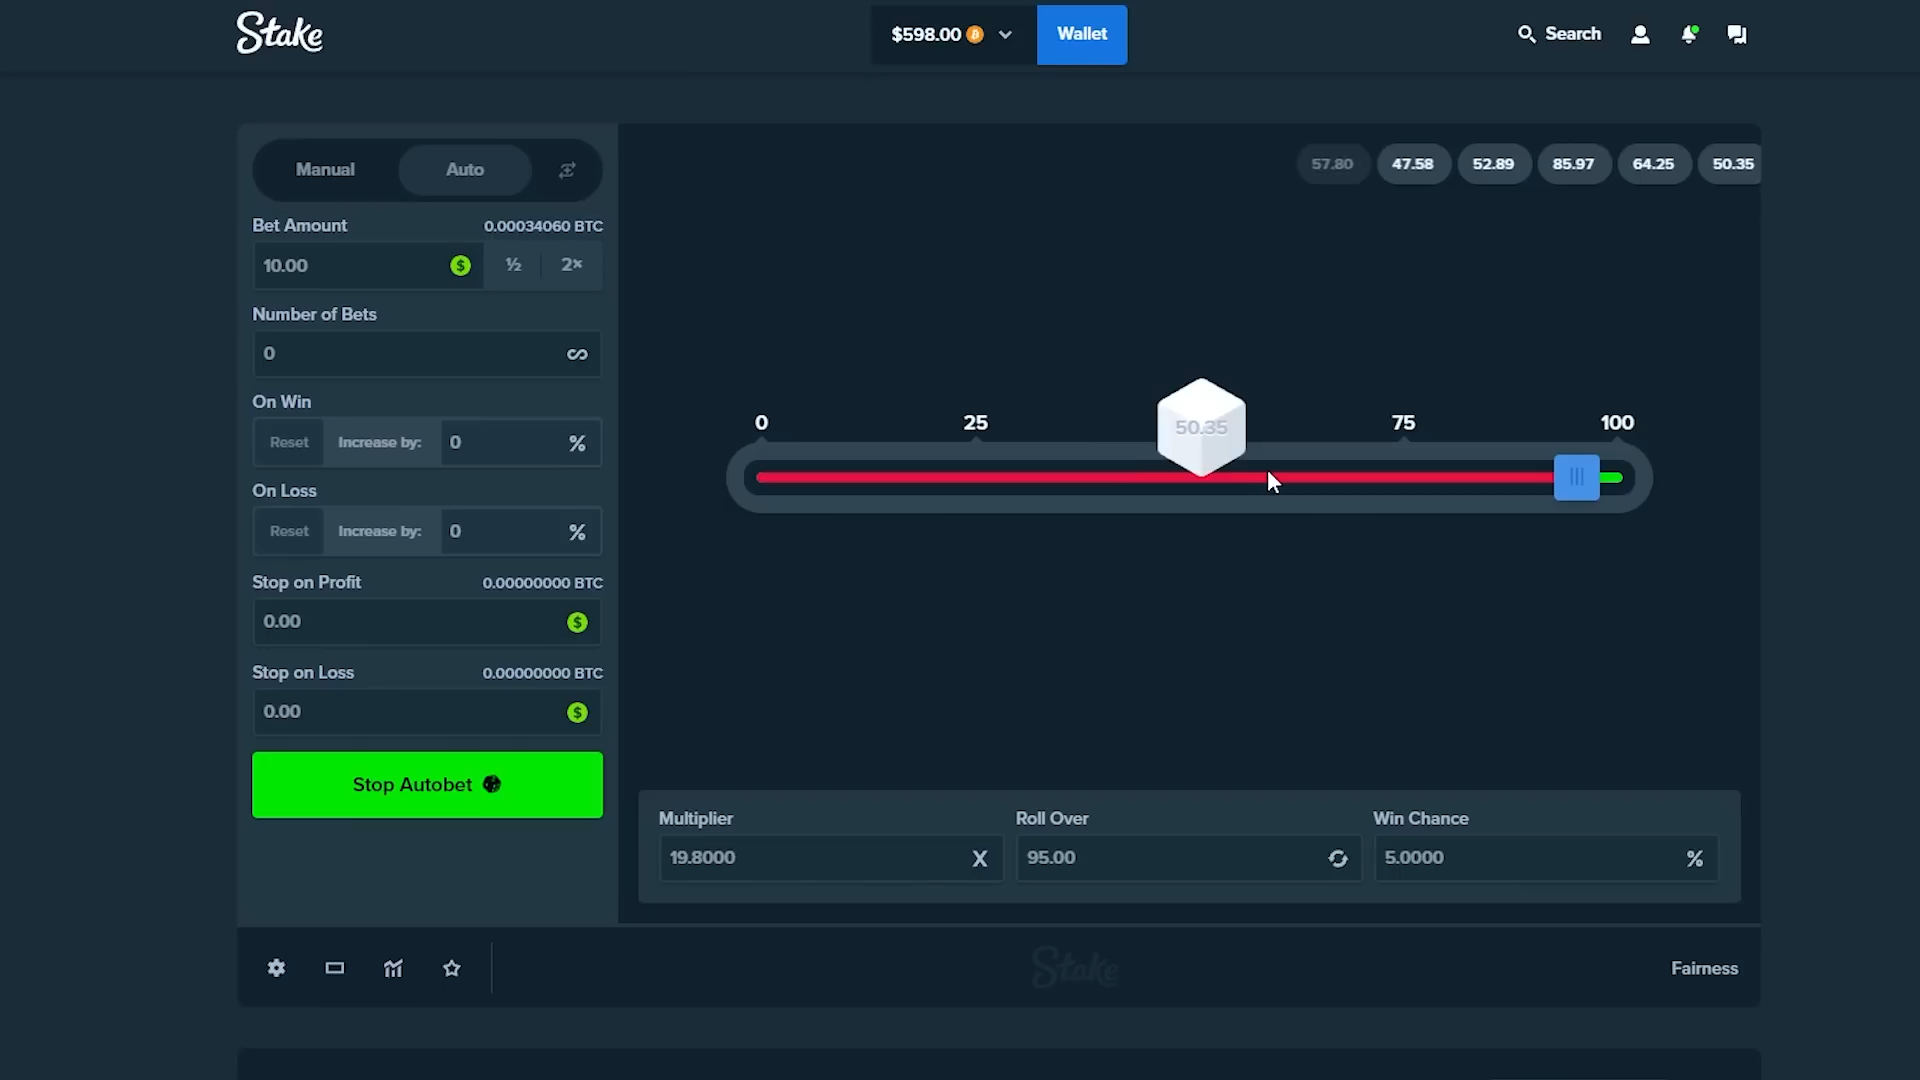 Stake
$598.00
Wallet
Search
Manual
Auto
57.80
47.58
52.89
85.97
64.25
50.35
Bet Amount
0.00034060 BTC
10.00
$
½
2×
Number of Bets
0
∞
On Win
Reset
Increase by:
0
%
On Loss
Reset
Increase by:
0
%
0
25
50.35
75
100
Stop on Profit
0.00000000 BTC
0.00
$
Stop on Loss
0.00000000 BTC
0.00
$
Stop Autobet
Multiplier
19.8000
X
Roll Over
95.00
Win Chance
5.0000
%
Stake
Fairness